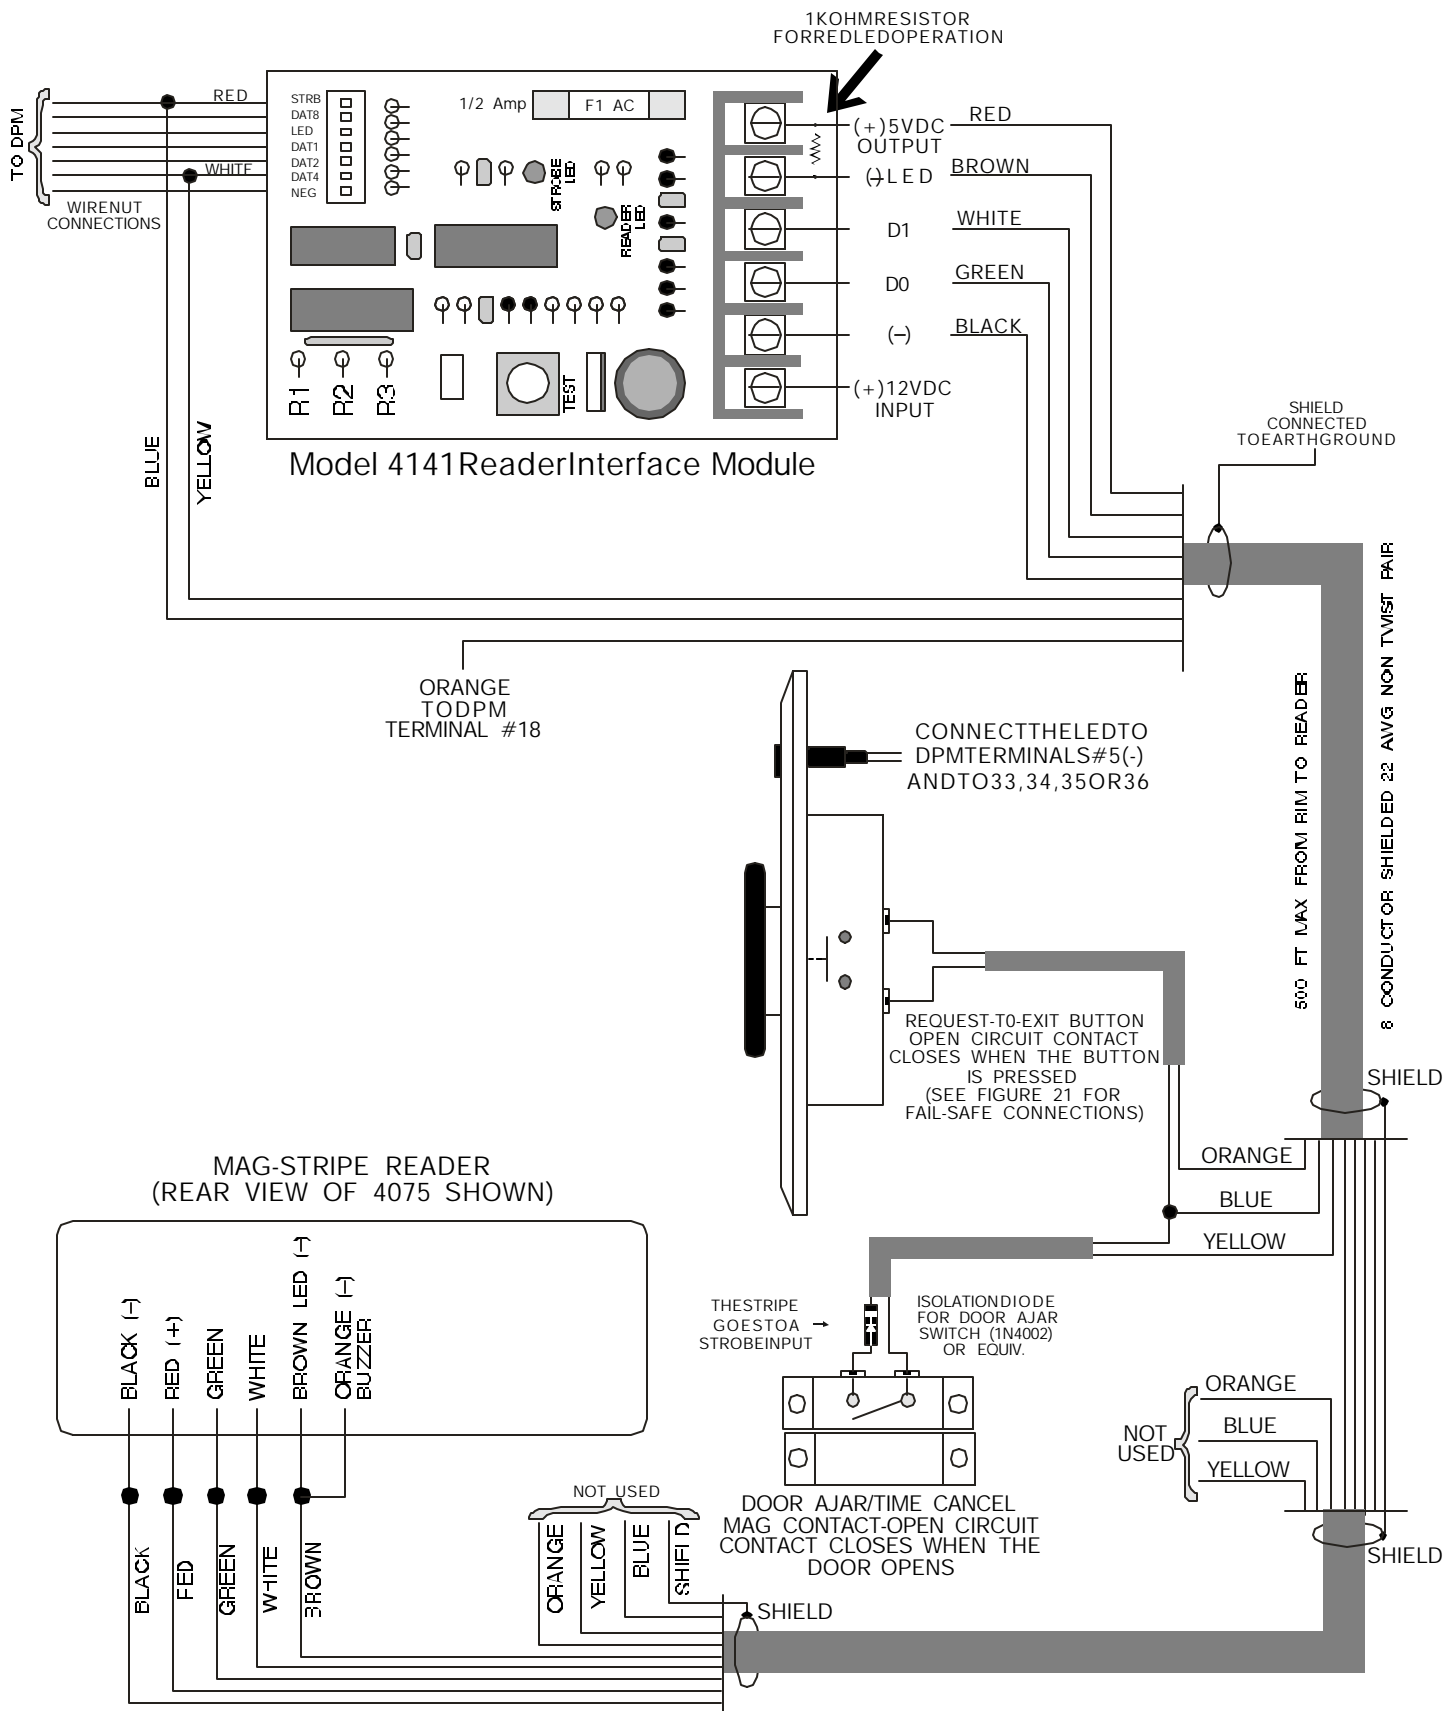 1KOHMRESISTOR
FORREDLEDOPERATION
TO DPM
RED
WHITE
WIRENUT
CONNECTIONS
STRB
DAT8
LED
DAT1
DAT2
DAT4
NEG
1/2 Amp
F1 AC
STROBE
LED
READER
LED
R1
R2
R3
TEST
(+)5VDC
OUTPUT
RED
(-)LED
BROWN
D1
WHITE
D0
GREEN
(-)
BLACK
(+)12VDC
INPUT
BLUE
YELLOW
Model 4141ReaderInterface Module
SHIELD
CONNECTED
TOEARTHGROUND
ORANGE
TODPM
TERMINAL #18
CONNECTTHELEDTO
DPMTERMINALS#5(-)
ANDTO33,34,35OR36
500 FT MAX FROM RIM TO READER
8 CONDUCTOR SHIELDED 22 AWG NON TWIST PAIR
REQUEST-T0-EXIT BUTTON
OPEN CIRCUIT CONTACT
CLOSES WHEN THE BUTTON
IS PRESSED
(SEE FIGURE 21 FOR
FAIL-SAFE CONNECTIONS)
SHIELD
ORANGE
BLUE
YELLOW
MAG-STRIPE READER
(REAR VIEW OF 4075 SHOWN)
BLACK (-)
RED (+)
GREEN
WHITE
BROWN LED (-)
ORANGE (-)
BUZZER
THESTRIPE
GOESTOA
STROBEINPUT
ISOLATIONDIODE
FOR DOOR AJAR
SWITCH (1N4002)
OR EQUIV.
NOT
USED
ORANGE
BLUE
YELLOW
DOOR AJAR/TIME CANCEL
MAG CONTACT-OPEN CIRCUIT
CONTACT CLOSES WHEN THE
DOOR OPENS
SHIELD
NOT USED
ORANGE
YELLOW
BLUE
SHIELD
BLACK
RED
GREEN
WHITE
BROWN
SHIELD